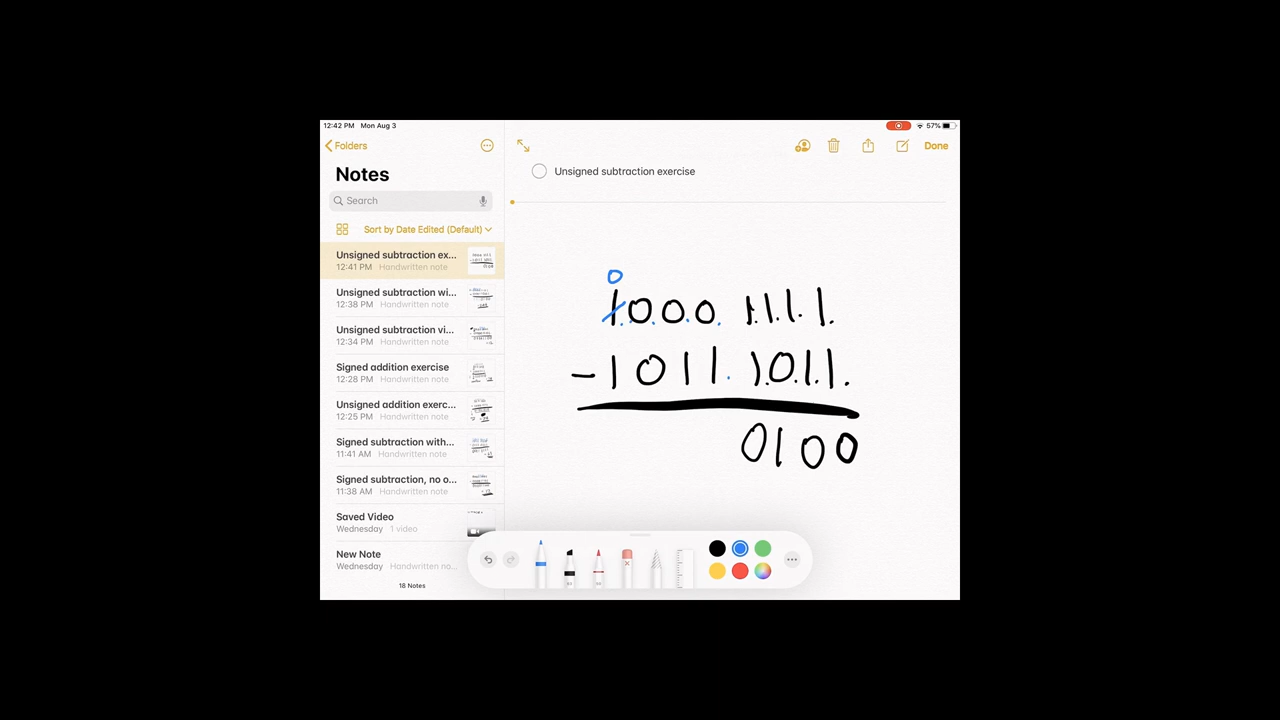 12:42 PM Mon Aug 3
57%
Folders
Done
Notes
Search
Sort by Date Edited (Default)
Unsigned subtraction ex...
12:41 PM Handwritten note
Unsigned subtraction wi...
12:38 PM Handwritten note
Unsigned subtraction vi...
12:34 PM Handwritten note
Signed addition exercise
12:28 PM Handwritten note
Unsigned addition exerc...
12:25 PM Handwritten note
Signed subtraction with...
11:41 AM Handwritten note
Signed subtraction, no o...
11:38 AM Handwritten note
Saved Video
Wednesday 1 video
New Note
Wednesday Handwritten no...
18 Notes
Unsigned subtraction exercise
0
1000 1111
-1011 1011
0100